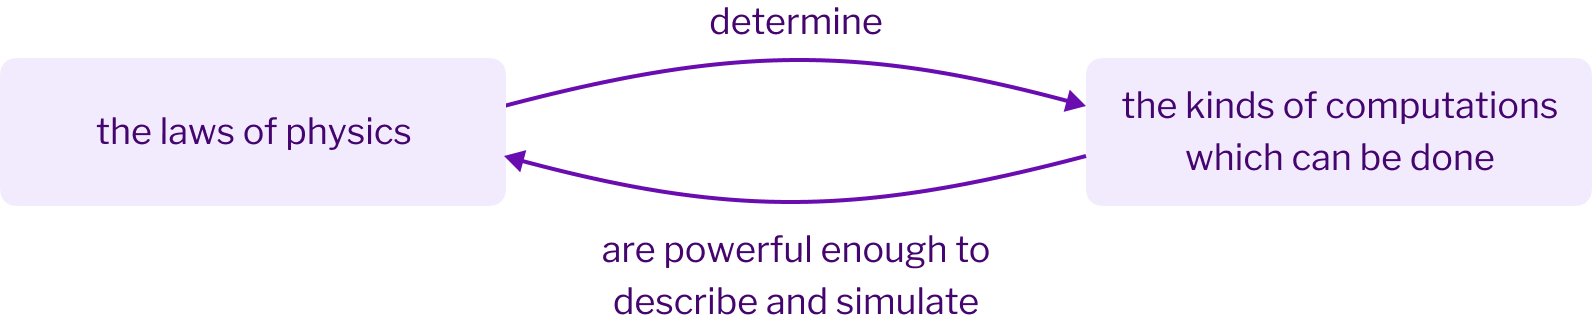 determine
the laws of physics
the kinds of computations
which can be done
are powerful enough to
describe and simulate